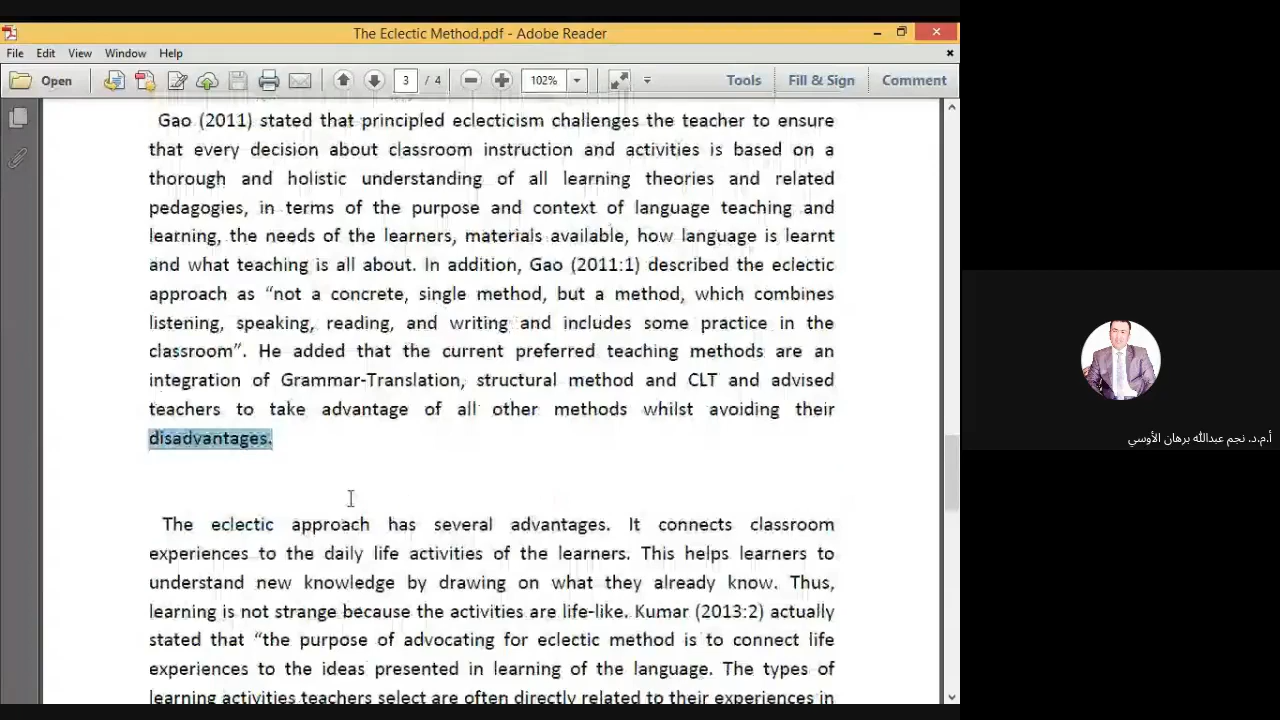 The Eclectic Method.pdf - Adobe Reader
File Edit View Window Help
Open 3 / 4 102% Tools Fill & Sign Comment
Gao (2011) stated that principled eclecticism challenges the teacher to ensure
that every decision about classroom instruction and activities is based on a
thorough and holistic understanding of all learning theories and related
pedagogies, in terms of the purpose and context of language teaching and
learning, the needs of the learners, materials available, how language is learnt
and what teaching is all about. In addition, Gao (2011:1) described the eclectic
approach as “not a concrete, single method, but a method, which combines
listening, speaking, reading, and writing and includes some practice in the
classroom”. He added that the current preferred teaching methods are an
integration of Grammar-Translation, structural method and CLT and advised
teachers to take advantage of all other methods whilst avoiding their
disadvantages.
The eclectic approach has several advantages. It connects classroom
experiences to the daily life activities of the learners. This helps learners to
understand new knowledge by drawing on what they already know. Thus,
learning is not strange because the activities are life-like. Kumar (2013:2) actually
stated that “the purpose of advocating for eclectic method is to connect life
experiences to the ideas presented in learning of the language. The types of
learning activities teachers select are often directly related to their experiences in
أ.م.د. نجم عبدالله برهان الأوسي